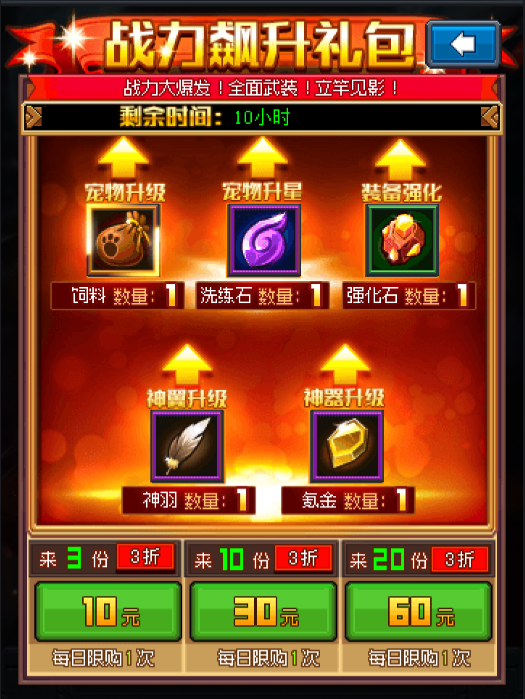 战力飙升礼包
战力大爆发！全面武装！立竿见影！
剩余时间：10小时
宠物升级 宠物升星 装备强化
饲料 数量：1 洗练石 数量：1 强化石 数量：1
神翼升级 神器升级
神羽 数量：1 氪金 数量：1
来3份 3折 来10份 3折 来20份 3折
10元 30元 60元
每日限购1次 每日限购1次 每日限购1次